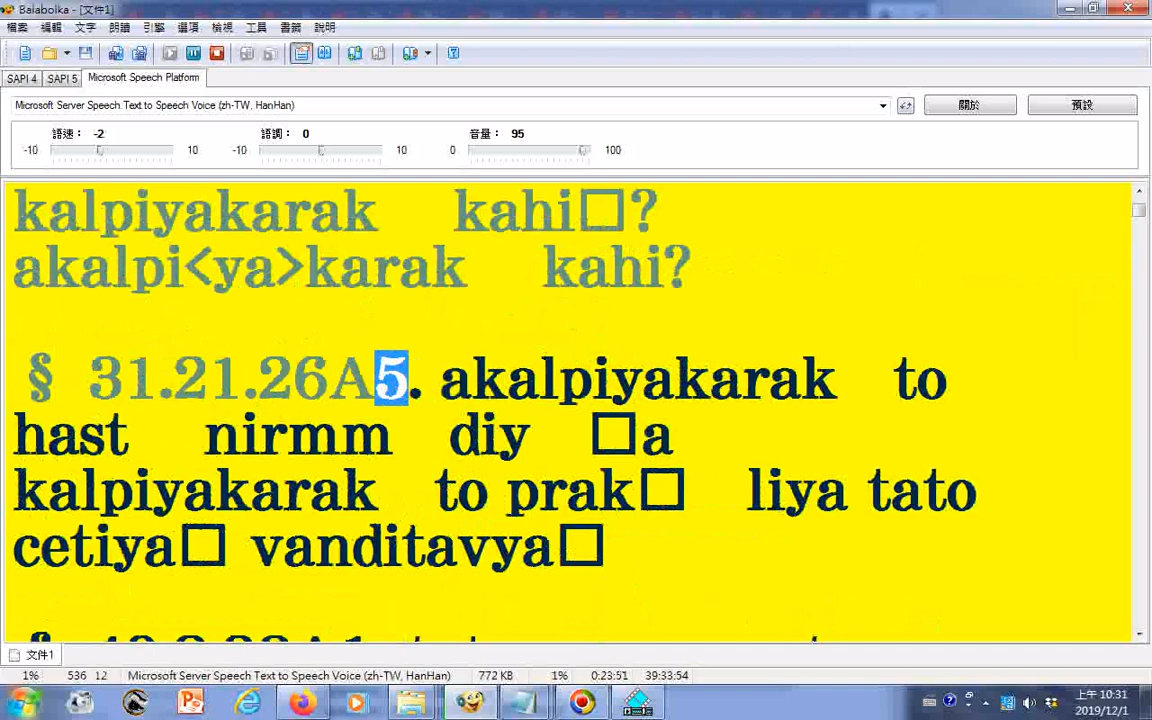 Balabolka - [文件1]
檔案 編輯 文字 朗讀 引擎 選項 檢視 工具 書籤 說明
SAPI 4 SAPI 5 Microsoft Speech Platform
Microsoft Server Speech Text to Speech Voice (zh-TW, HanHan) 關於 預設
語速： -2 語調： 0 音量： 95
-10 10 -10 10 0 100
kalpiyakarak kahi□?
akalpi<ya>karak kahi?
§ 31.21.26A5. akalpiyakarak to
hast nirmm diy □a
kalpiyakarak to prak□ liya tato
cetiya□ vanditavya□
文件1
1% 536 12 Microsoft Server Speech Text to Speech Voice (zh-TW, HanHan) 772 KB 1% 0:23:51 39:33:54
上午 10:31
2019/12/1